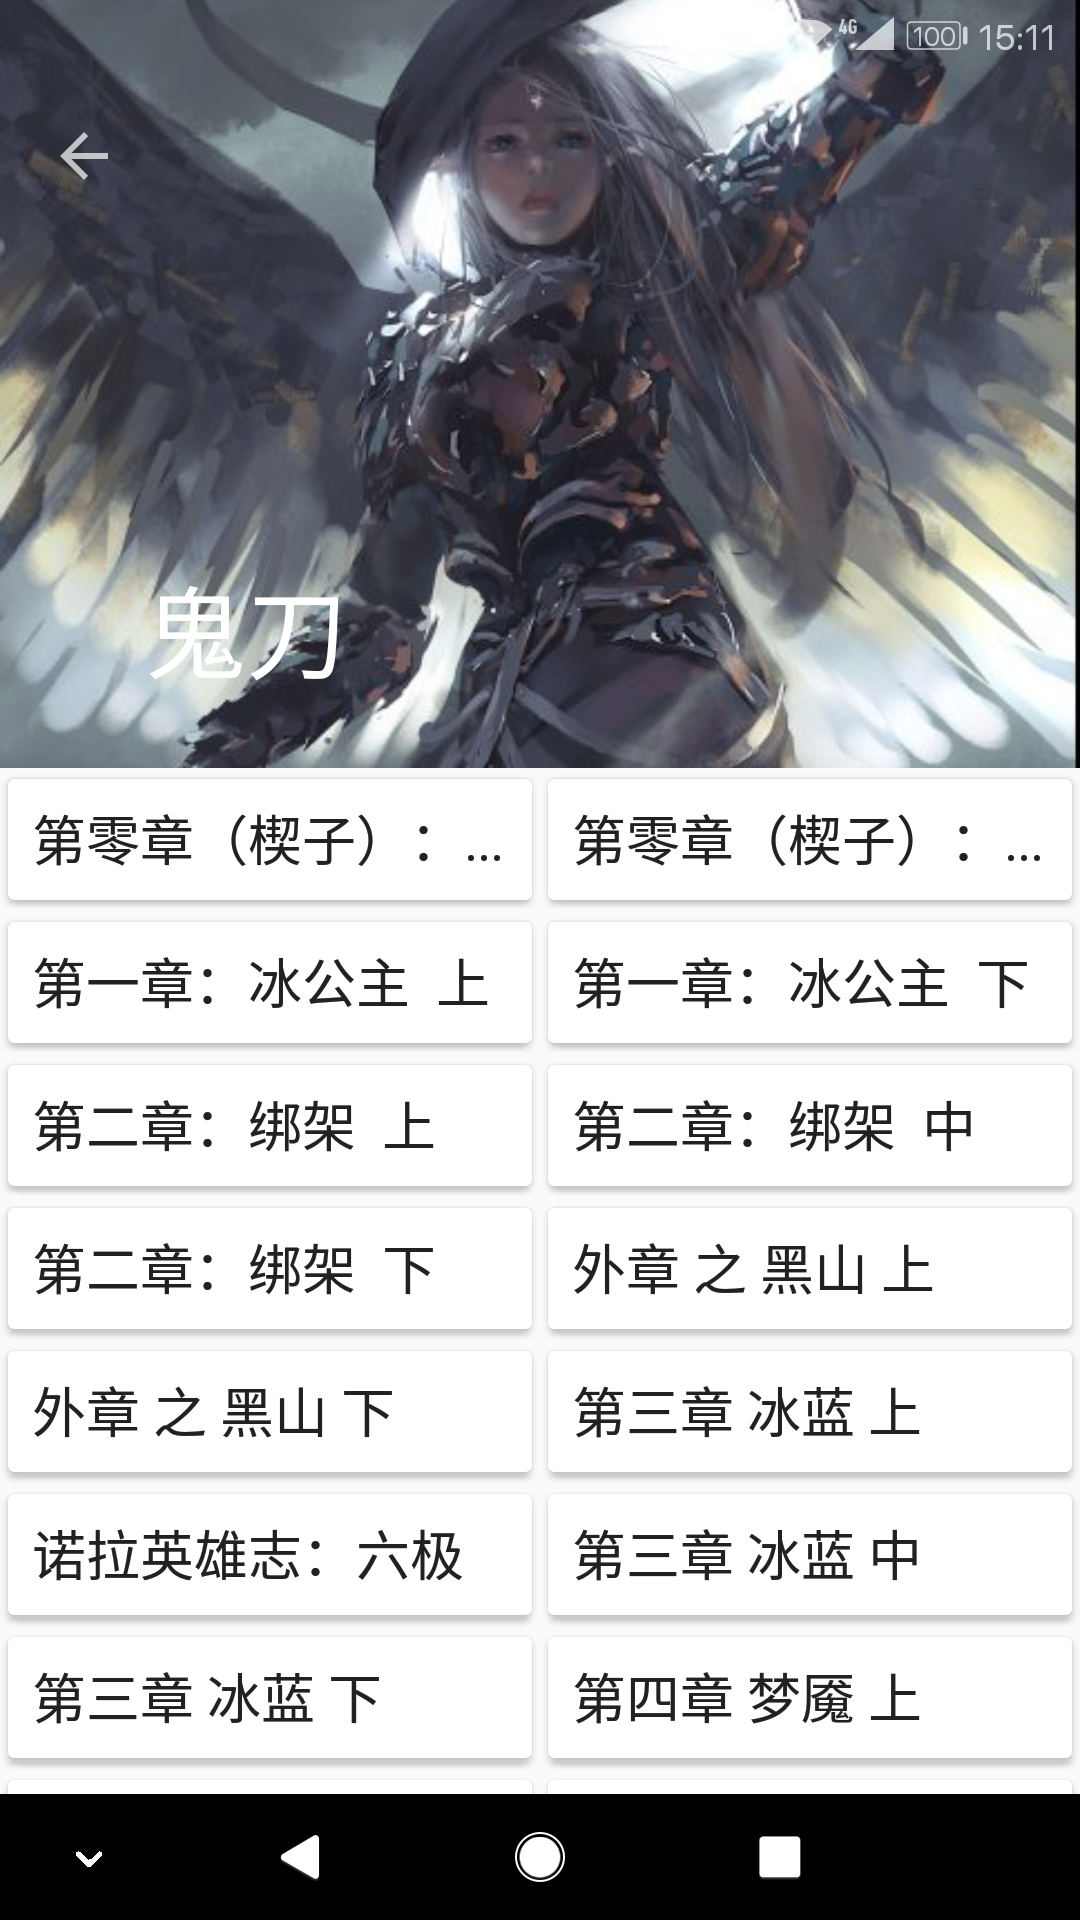 4G 100 15:11
鬼刀
第零章（楔子）：...
第零章（楔子）：...
第一章：冰公主 上
第一章：冰公主 下
第二章：绑架 上
第二章：绑架 中
第二章：绑架 下
外章 之 黑山 上
外章 之 黑山 下
第三章 冰蓝 上
诺拉英雄志：六极
第三章 冰蓝 中
第三章 冰蓝 下
第四章 梦魇 上